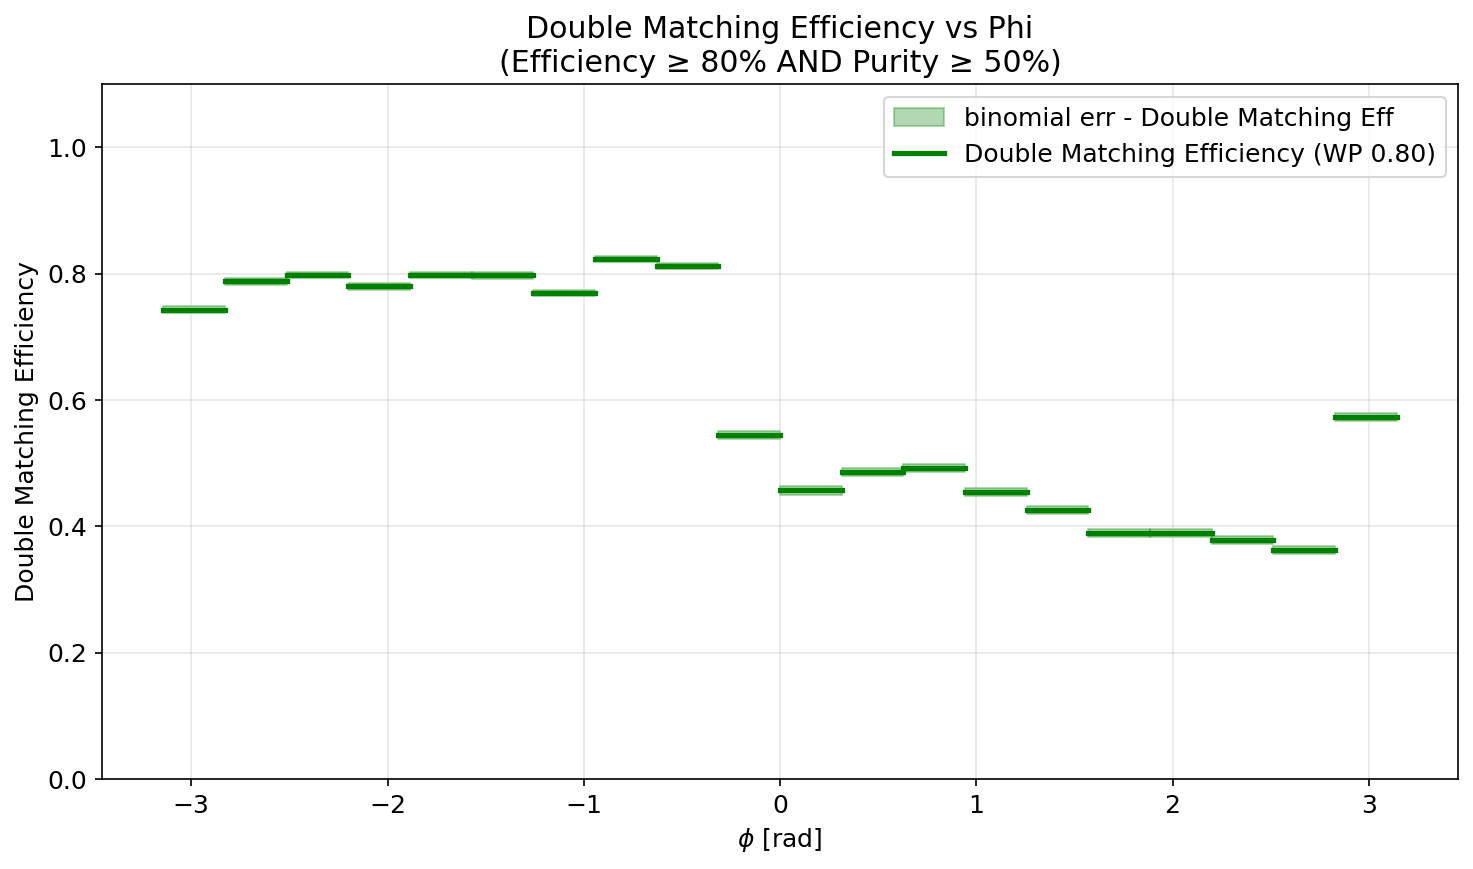 Double Matching Efficiency vs Phi
(Efficiency ≥ 80% AND Purity ≥ 50%)
binomial err - Double Matching Eff
Double Matching Efficiency (WP 0.80)
Double Matching Efficiency
1.0
0.8
0.6
0.4
0.2
0.0
−3
−2
−1
0
1
2
3
ϕ [rad]